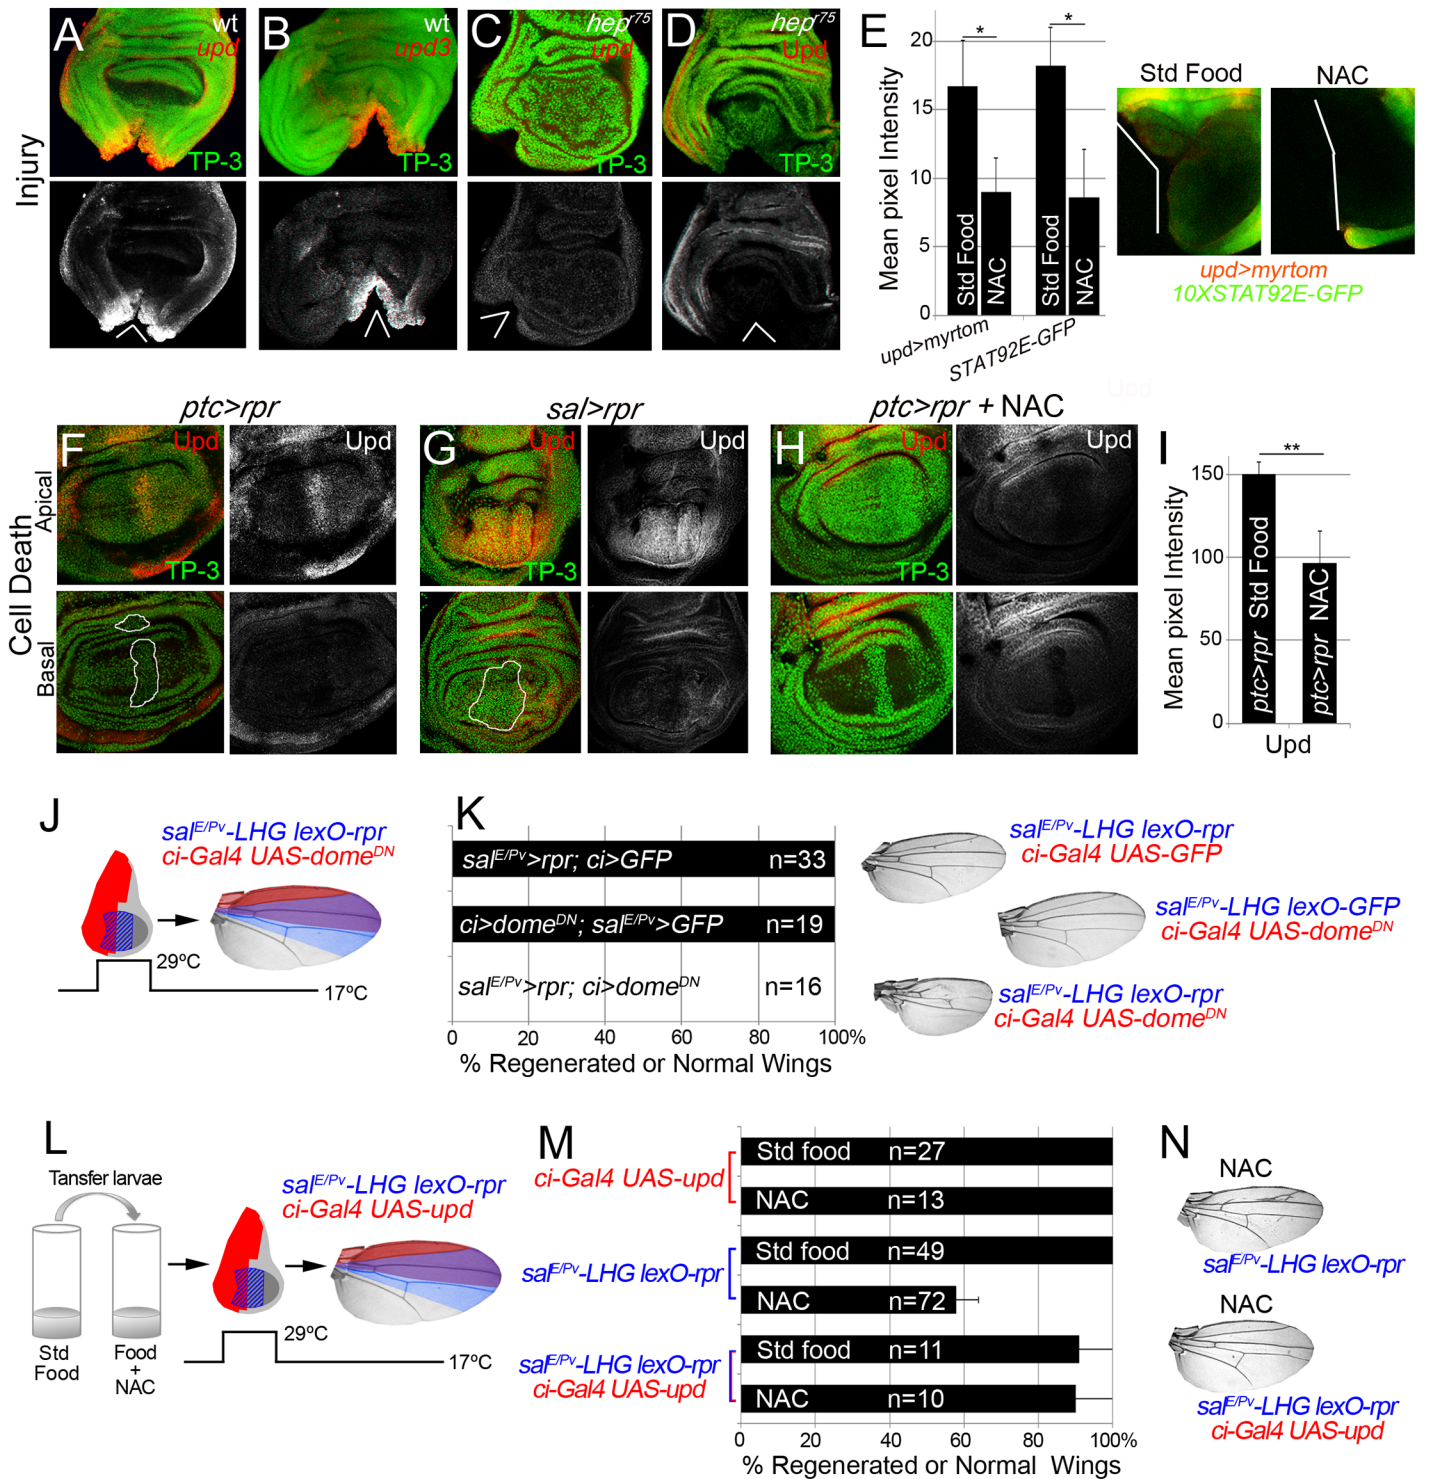 A
wt
upd
TP-3
B
wt
upd3
TP-3
C
hepr75
upd
TP-3
D
hepr75
Upd
TP-3
Injury
E
Mean pixel Intensity
20
15
10
5
0
*
*
Std Food
NAC
Std Food
NAC
upd>myrtom
STAT92E-GFP
Std Food
NAC
upd>myrtom
10XSTAT92E-GFP
Upd
ptc>rpr
sal>rpr
ptc>rpr + NAC
Cell Death
Apical
Basal
F
Upd
TP-3
Upd
G
Upd
TP-3
Upd
H
Upd
TP-3
Upd
I
Mean pixel Intensity
150
100
50
0
**
ptc>rpr Std Food
ptc>rpr NAC
Upd
J
salE/Pv-LHG lexO-rpr
ci-Gal4 UAS-domeDN
29ºC
17ºC
K
salE/Pv>rpr; ci>GFP n=33
ci>domeDN; salE/Pv>GFP n=19
salE/Pv>rpr; ci>domeDN n=16
0 20 40 60 80 100%
% Regenerated or Normal Wings
salE/Pv-LHG lexO-rpr
ci-Gal4 UAS-GFP
salE/Pv-LHG lexO-GFP
ci-Gal4 UAS-domeDN
salE/Pv-LHG lexO-rpr
ci-Gal4 UAS-domeDN
L
Transfer larvae
Std
Food
Food
+
NAC
salE/Pv-LHG lexO-rpr
ci-Gal4 UAS-upd
29ºC
17ºC
M
ci-Gal4 UAS-upd
Std food n=27
NAC n=13
salE/Pv-LHG lexO-rpr
Std food n=49
NAC n=72
salE/Pv-LHG lexO-rpr
ci-Gal4 UAS-upd
Std food n=11
NAC n=10
0 20 40 60 80 100%
% Regenerated or Normal Wings
N
NAC
salE/Pv-LHG lexO-rpr
NAC
salE/Pv-LHG lexO-rpr
ci-Gal4 UAS-upd